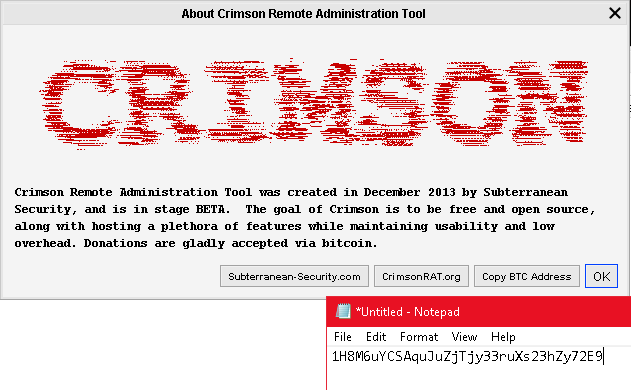 About Crimson Remote Administration Tool
CRIMSON
Crimson Remote Administration Tool was created in December 2013 by Subterranean
Security, and is in stage BETA.  The goal of Crimson is to be free and open source,
along with hosting a plethora of features while maintaining usability and low
overhead. Donations are gladly accepted via bitcoin.
Subterranean-Security.com CrimsonRAT.org Copy BTC Address OK
*Untitled - Notepad
File Edit Format View Help
1H8M6uYCSAquJuZjTjy33ruXs23hZy72E9